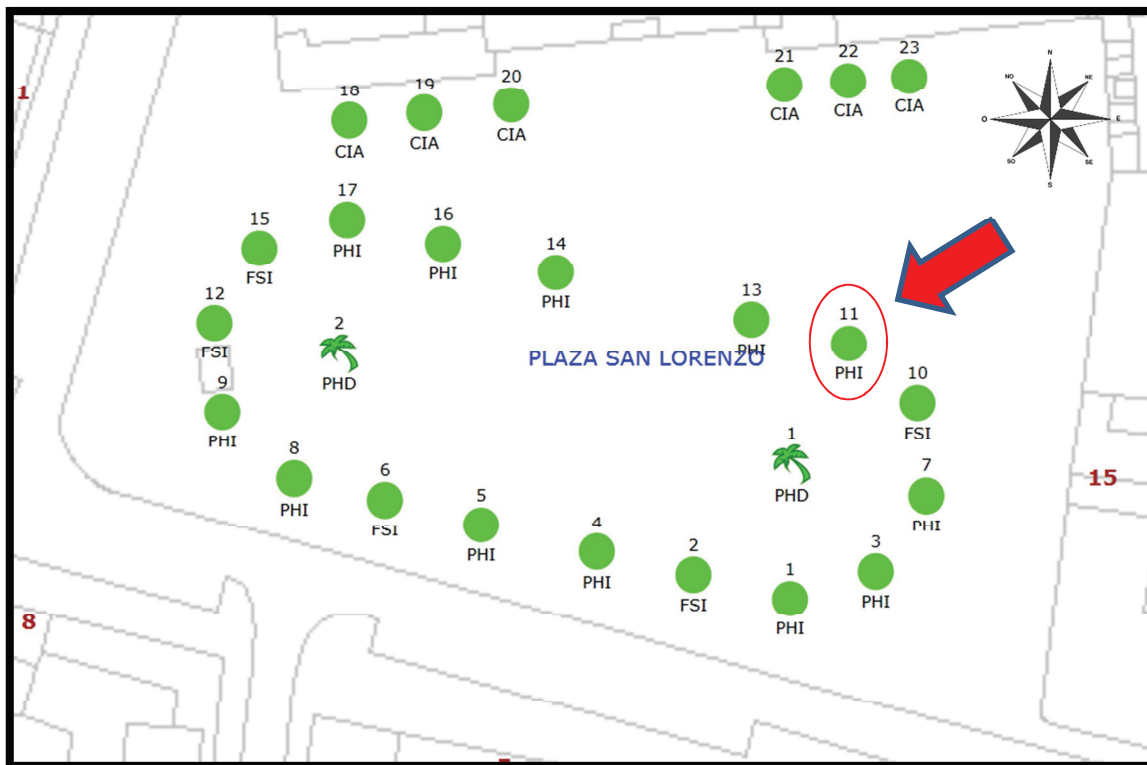 21
22
23
18
19
20
CIA
CIA
CIA
CIA
CIA
CIA
1
N
NO
NE
O
E
SO
SE
S
17
15
16
14
PHI
FSI
PHI
PHI
12
2
13
11
FSI
PHD
PLAZA SAN LORENZO
PHI
PHI
9
10
PHI
FSI
8
6
1
7
15
PHI
FSI
PHD
PHI
5
4
2
1
3
PHI
PHI
FSI
PHI
PHI
8